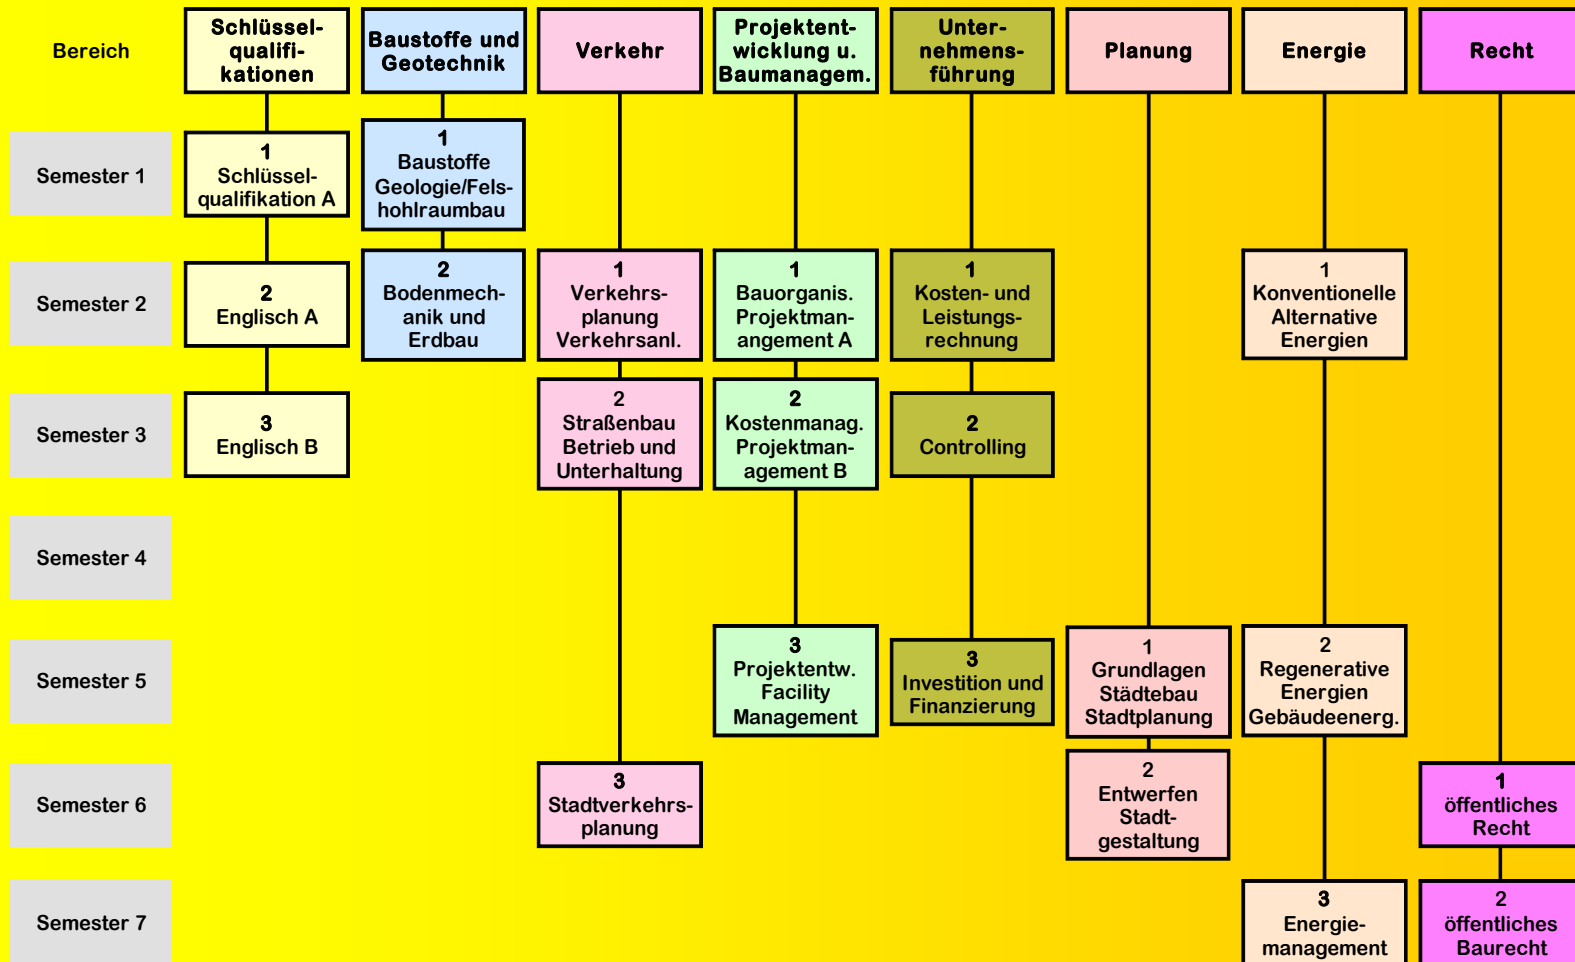 Bereich
Schlüssel-
qualifi-
kationen
Baustoffe und
Geotechnik
Verkehr
Projektent-
wicklung u.
Baumanagem.
Unter-
nehmens-
führung
Planung
Energie
Recht
Semester 1
1
Schlüssel-
qualifikation A
1
Baustoffe
Geologie/Fels-
hohlraumbau
Semester 2
2
Englisch A
2
Bodenmech-
anik und
Erdbau
1
Verkehrs-
planung
Verkehrsanl.
1
Bauorganis.
Projektman-
angement A
1
Kosten- und
Leistungs-
rechnung
1
Konventionelle
Alternative
Energien
Semester 3
3
Englisch B
2
Straßenbau
Betrieb und
Unterhaltung
2
Kostenmanag.
Projektman-
agement B
2
Controlling
Semester 4
Semester 5
3
Projektentw.
Facility
Management
3
Investition und
Finanzierung
1
Grundlagen
Städtebau
Stadtplanung
2
Regenerative
Energien
Gebäudeenerg.
Semester 6
3
Stadtverkehrs-
planung
2
Entwerfen
Stadt-
gestaltung
1
öffentliches
Recht
Semester 7
3
Energie-
management
2
öffentliches
Baurecht